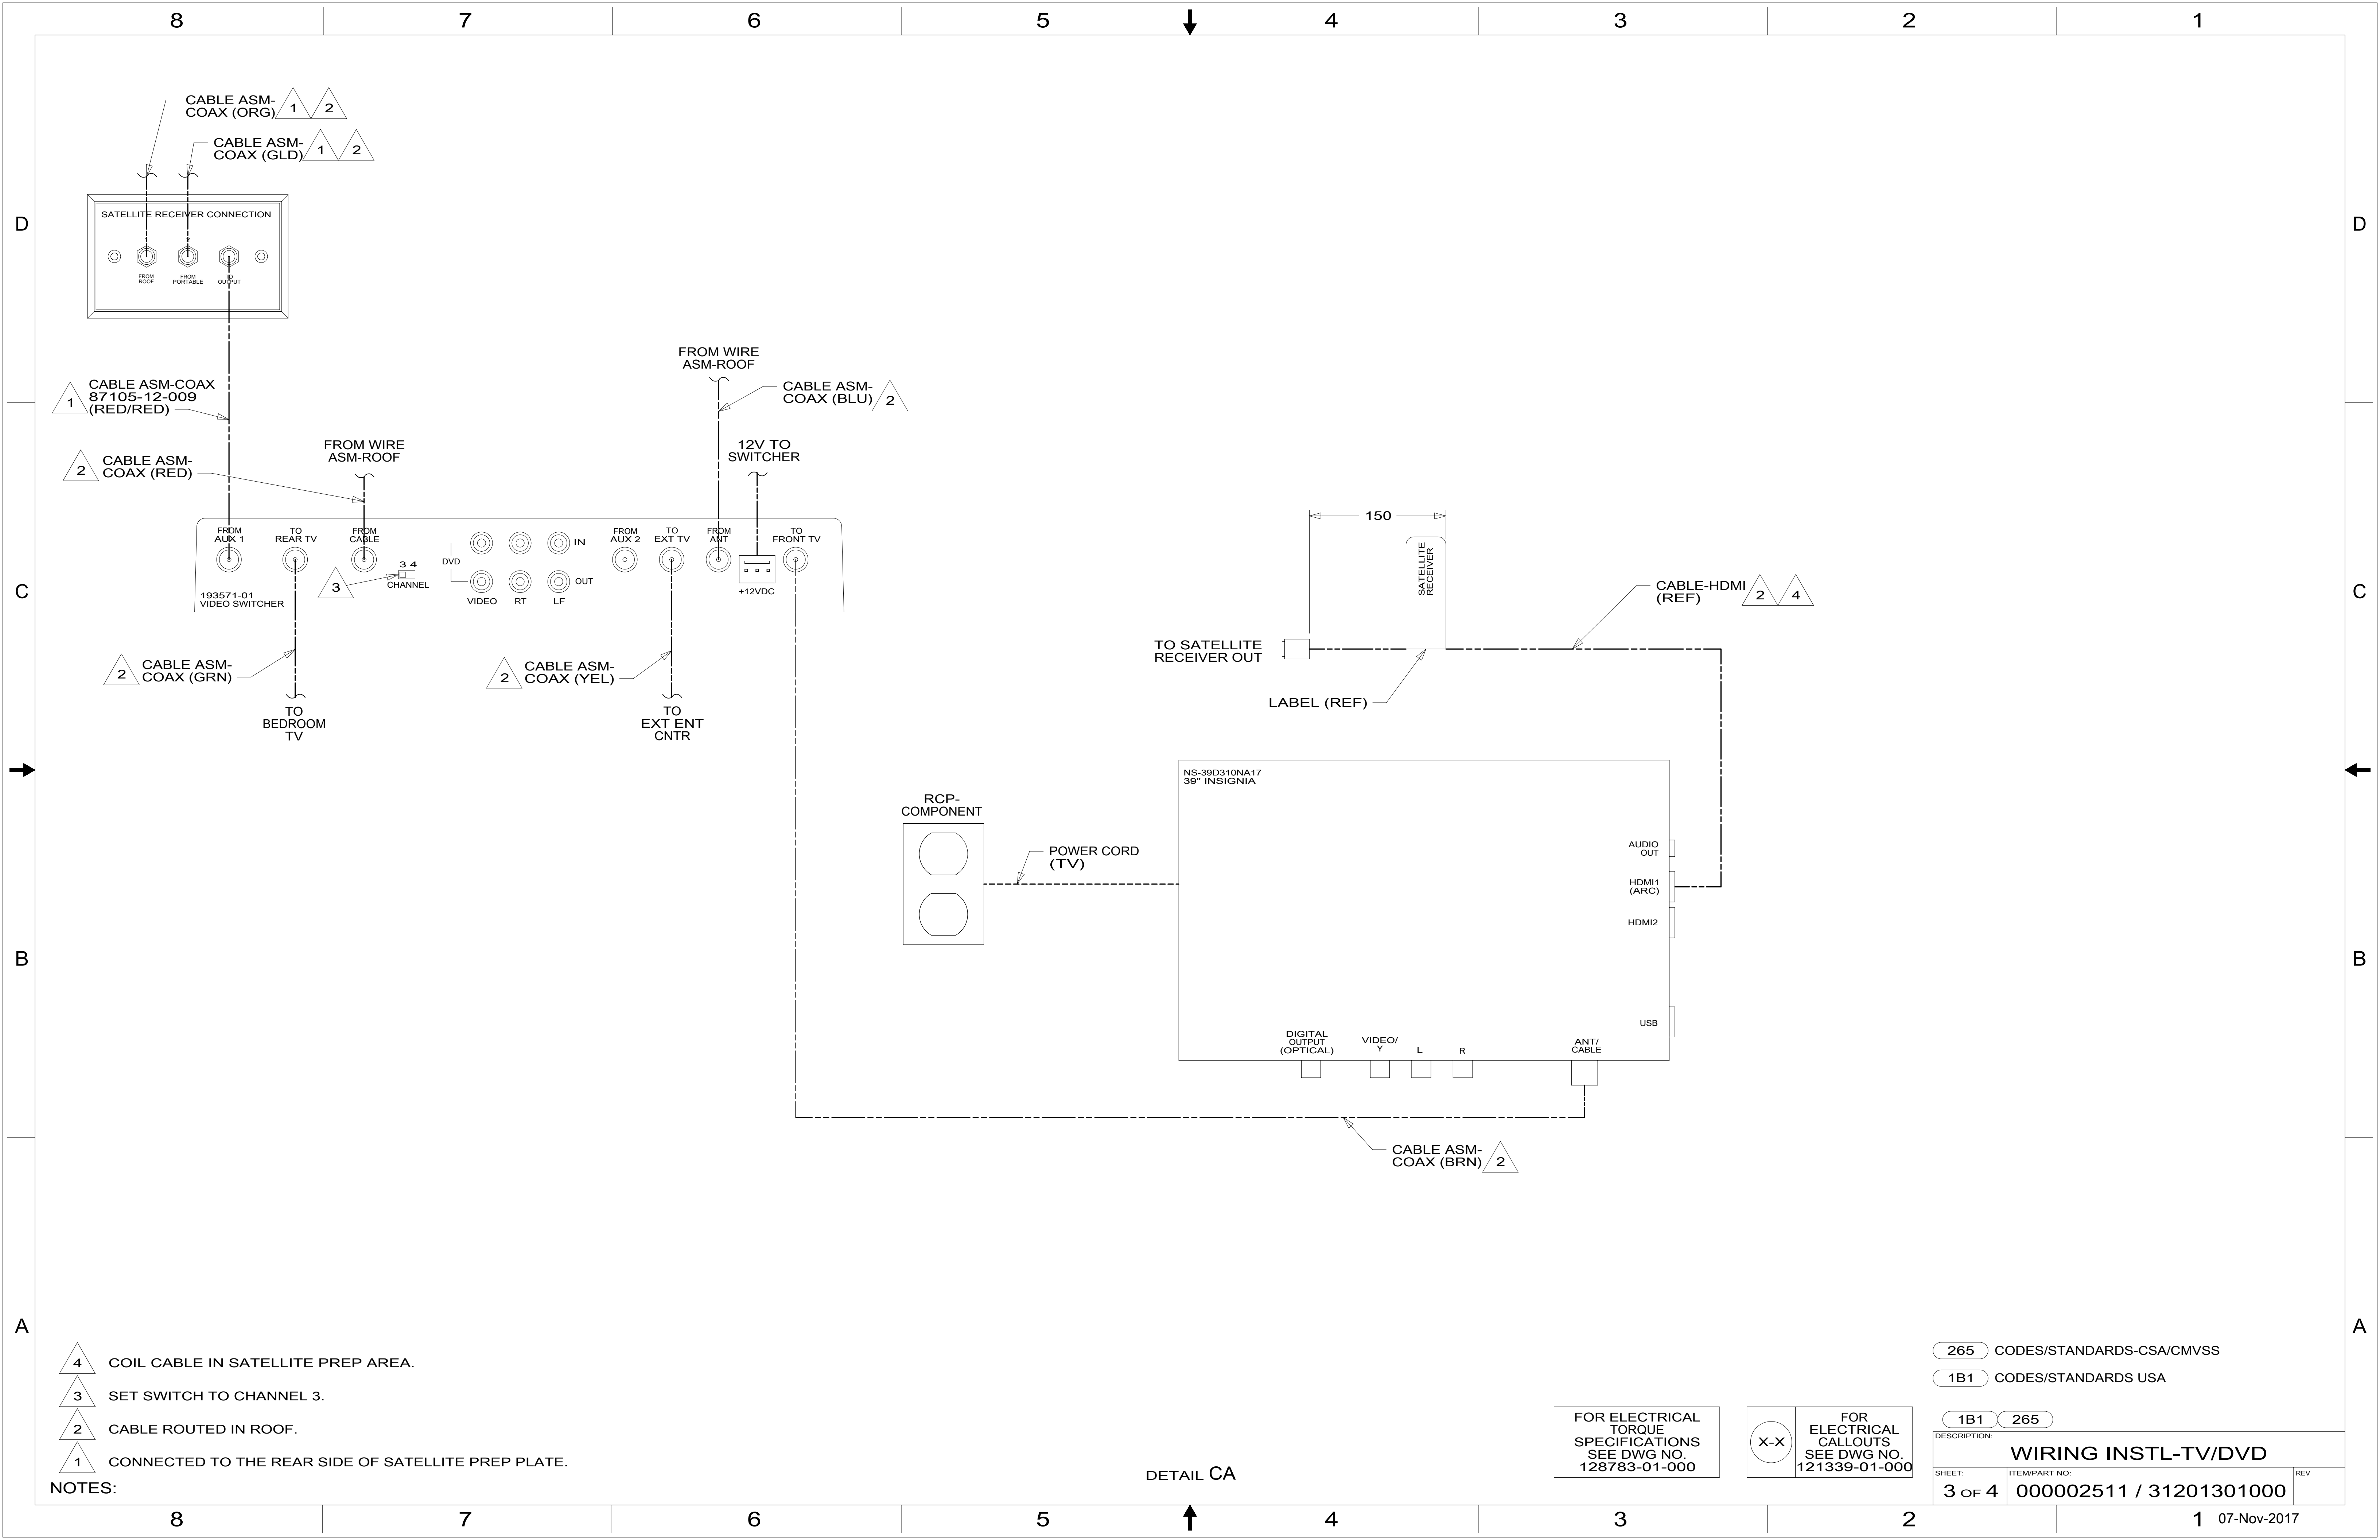 8 7 6 5 4 3 2 1
D
D
C
C
B
B
A
A
CABLE ASM-
COAX (ORG)
1 2
CABLE ASM-
COAX (GLD)
1 2
SATELLITE RECEIVER CONNECTION
1 2
FROM
ROOF
FROM
PORTABLE
TO
OUTPUT
1
CABLE ASM-COAX
87105-12-009
(RED/RED)
2
CABLE ASM-
COAX (RED)
FROM WIRE
ASM-ROOF
FROM WIRE
ASM-ROOF
CABLE ASM-
COAX (BLU)
2
12V TO
SWITCHER
FROM
AUX 1
TO
REAR TV
FROM
CABLE
3 4
CHANNEL
3
DVD
IN
OUT
VIDEO RT LF
FROM
AUX 2
TO
EXT TV
FROM
ANT
+12VDC
TO
FRONT TV
193571-01
VIDEO SWITCHER
2
CABLE ASM-
COAX (GRN)
TO
BEDROOM
TV
2
CABLE ASM-
COAX (YEL)
TO
EXT ENT
CNTR
150
SATELLITE
RECEIVER
CABLE-HDMI
(REF)
2 4
TO SATELLITE
RECEIVER OUT
LABEL (REF)
NS-39D310NA17
39" INSIGNIA
RCP-
COMPONENT
POWER CORD
(TV)
AUDIO
OUT
HDMI1
(ARC)
HDMI2
USB
DIGITAL
OUTPUT
(OPTICAL)
VIDEO/
Y
L
R
ANT/
CABLE
CABLE ASM-
COAX (BRN)
2
4 COIL CABLE IN SATELLITE PREP AREA.
3 SET SWITCH TO CHANNEL 3.
2 CABLE ROUTED IN ROOF.
1 CONNECTED TO THE REAR SIDE OF SATELLITE PREP PLATE.
NOTES:
DETAIL CA
FOR ELECTRICAL
TORQUE
SPECIFICATIONS
SEE DWG NO.
128783-01-000
X-X
FOR
ELECTRICAL
CALLOUTS
SEE DWG NO.
121339-01-000
265 CODES/STANDARDS-CSA/CMVSS
1B1 CODES/STANDARDS USA
1B1 265
DESCRIPTION:
WIRING INSTL-TV/DVD
SHEET:
3 OF 4
ITEM/PART NO:
000002511 / 31201301000
REV
8 7 6 5 4 3 2 1
07-Nov-2017